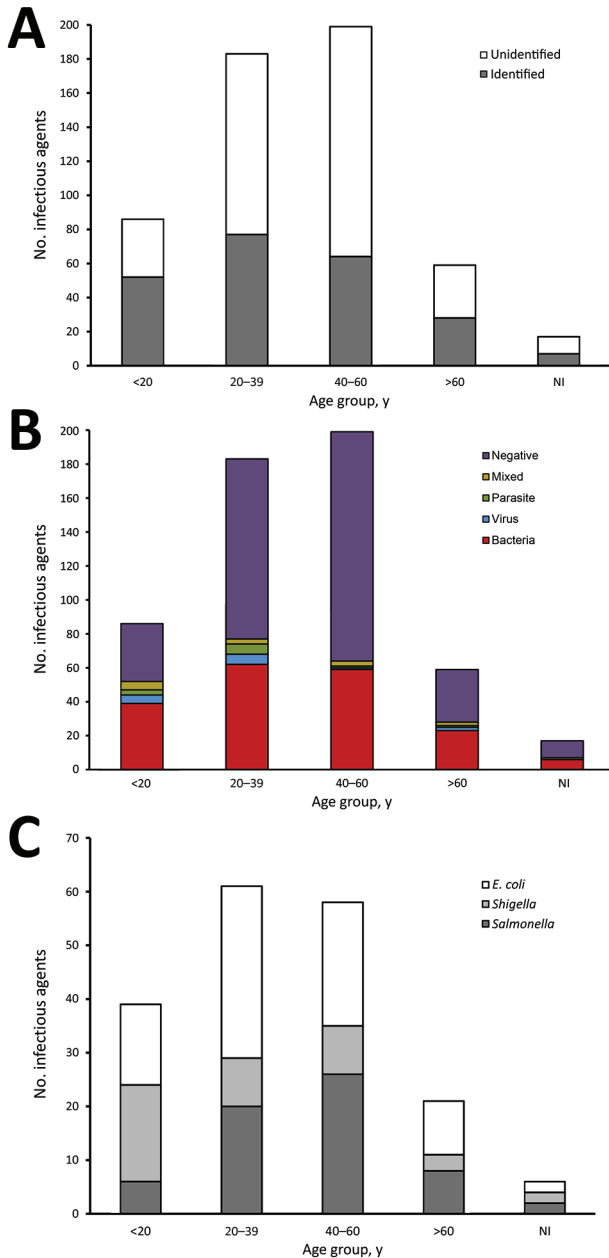 A
No. infectious agents
200
180
160
140
120
100
80
60
40
20
0
Unidentified
Identified
<20 20–39 40–60 >60 NI
Age group, y
B
No. infectious agents
200
180
160
140
120
100
80
60
40
20
0
Negative
Mixed
Parasite
Virus
Bacteria
<20 20–39 40–60 >60 NI
Age group, y
C
No. infectious agents
70
60
50
40
30
20
10
0
E. coli
Shigella
Salmonella
<20 20–39 40–60 >60 NI
Age group, y